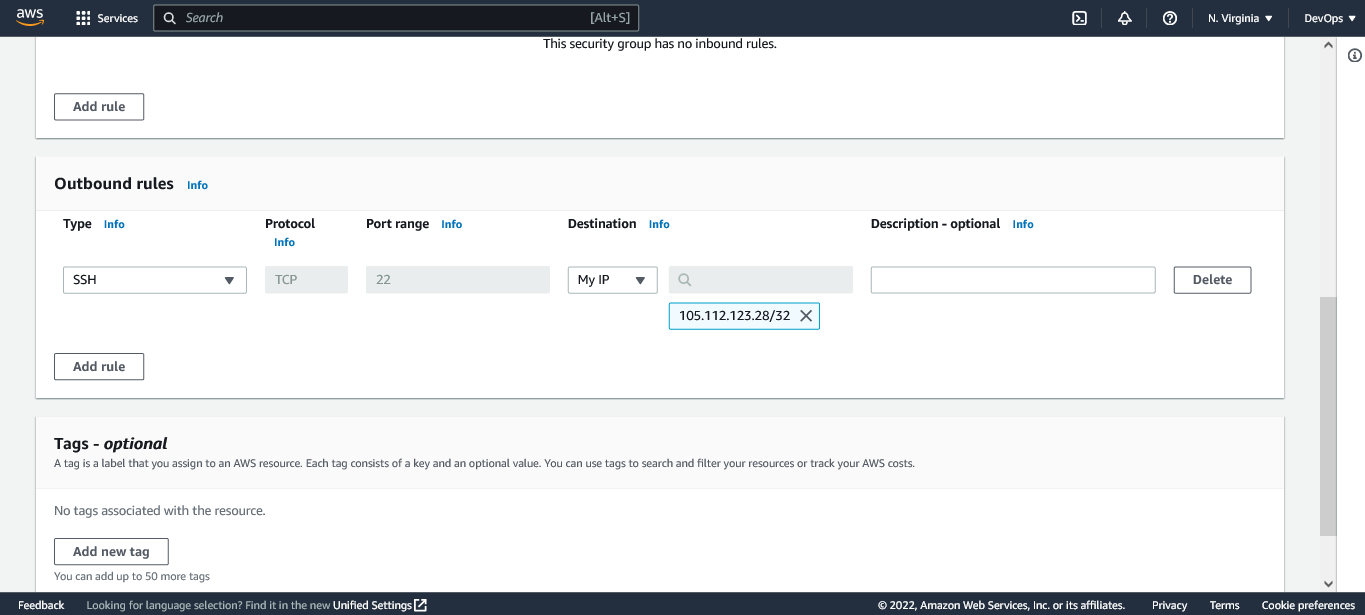 aws Services Search [Alt+S] N. Virginia DevOps
This security group has no inbound rules.
Add rule
Outbound rules Info
Type Info Protocol Info Port range Info Destination Info Description - optional Info
SSH TCP 22 My IP Delete
105.112.123.28/32
Add rule
Tags - optional
A tag is a label that you assign to an AWS resource. Each tag consists of a key and an optional value. You can use tags to search and filter your resources or track your AWS costs.
No tags associated with the resource.
Add new tag
You can add up to 50 more tags
Feedback Looking for language selection? Find it in the new Unified Settings © 2022, Amazon Web Services, Inc. or its affiliates. Privacy Terms Cookie preferences